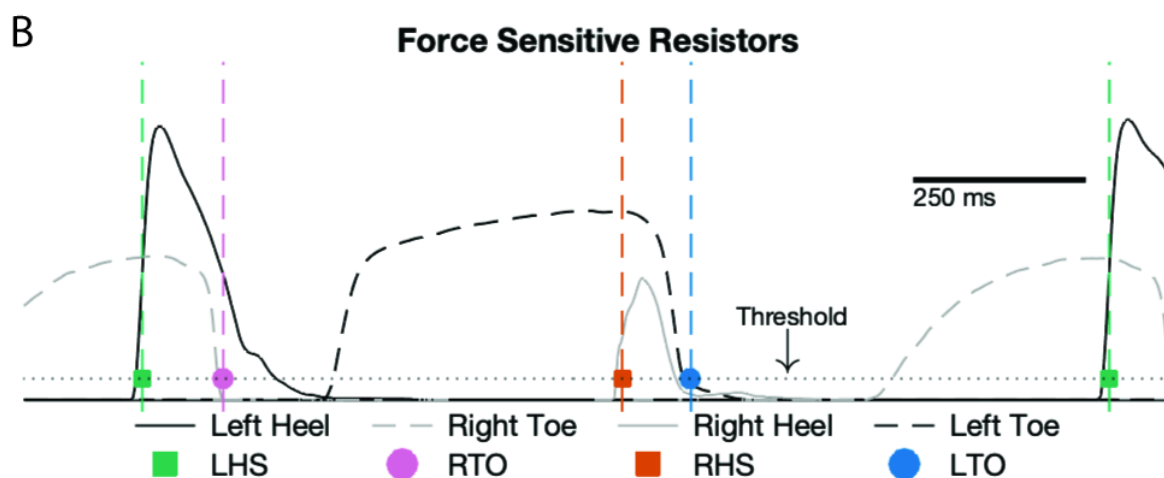 B
Force Sensitive Resistors
250 ms
Threshold
Left Heel Right Toe Right Heel Left Toe
LHS RTO RHS LTO